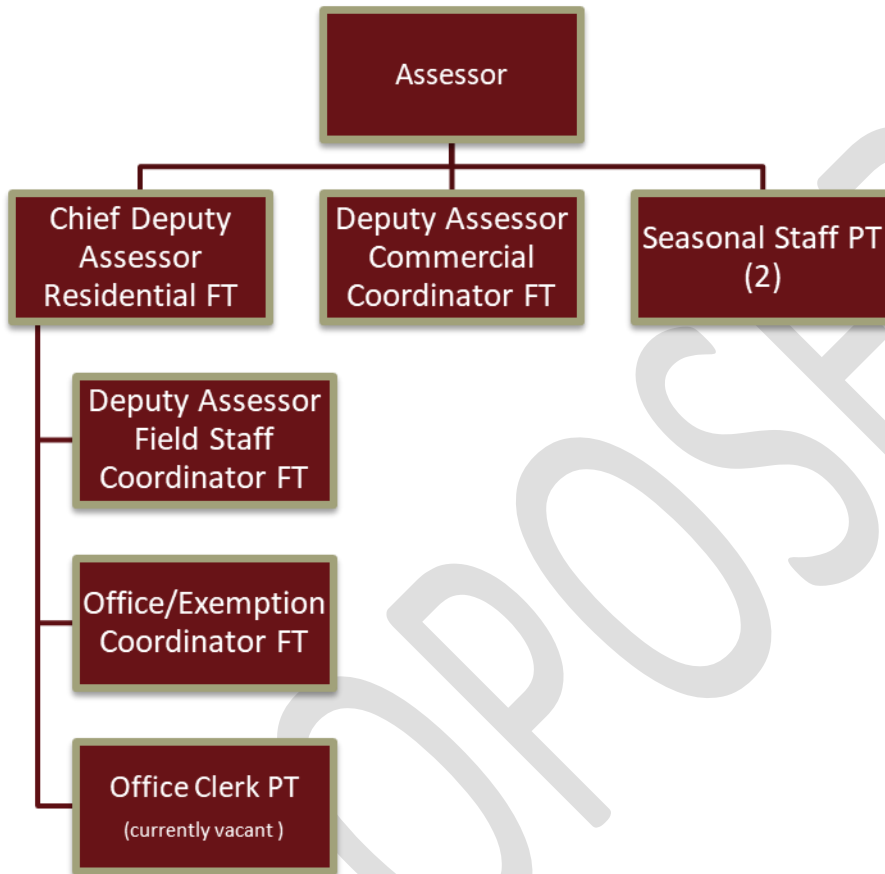 Assessor
Chief Deputy
Assessor
Residential FT
Deputy Assessor
Commercial
Coordinator FT
Seasonal Staff PT
(2)
Deputy Assessor
Field Staff
Coordinator FT
Office/Exemption
Coordinator FT
Office Clerk PT
(currently vacant )
OPOSE